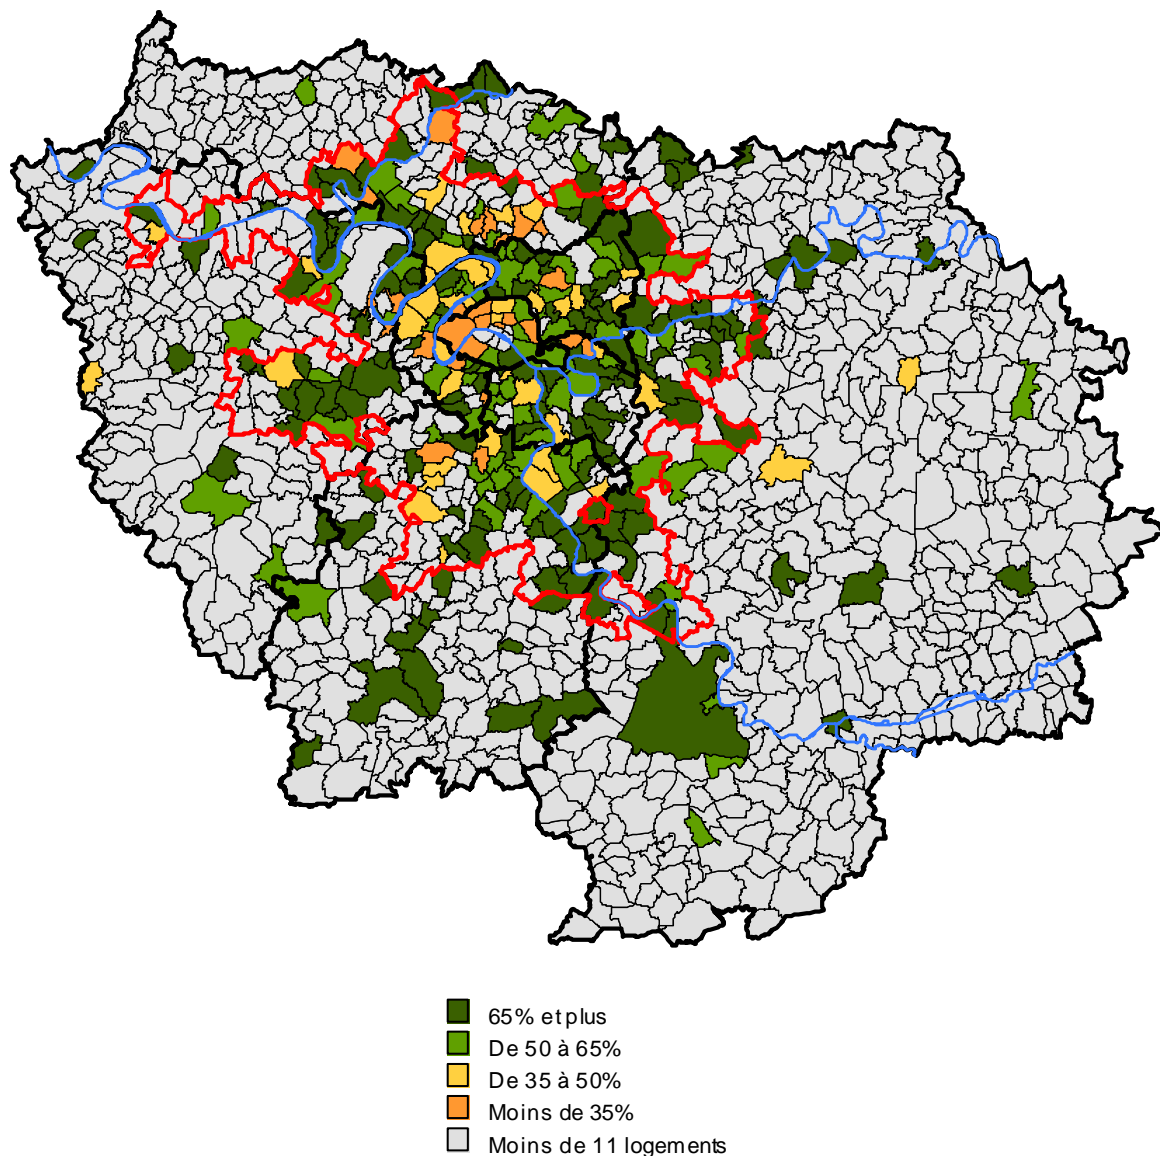 65% et plus
De 50 à 65%
De 35 à 50%
Moins de 35%
Moins de 11 logements